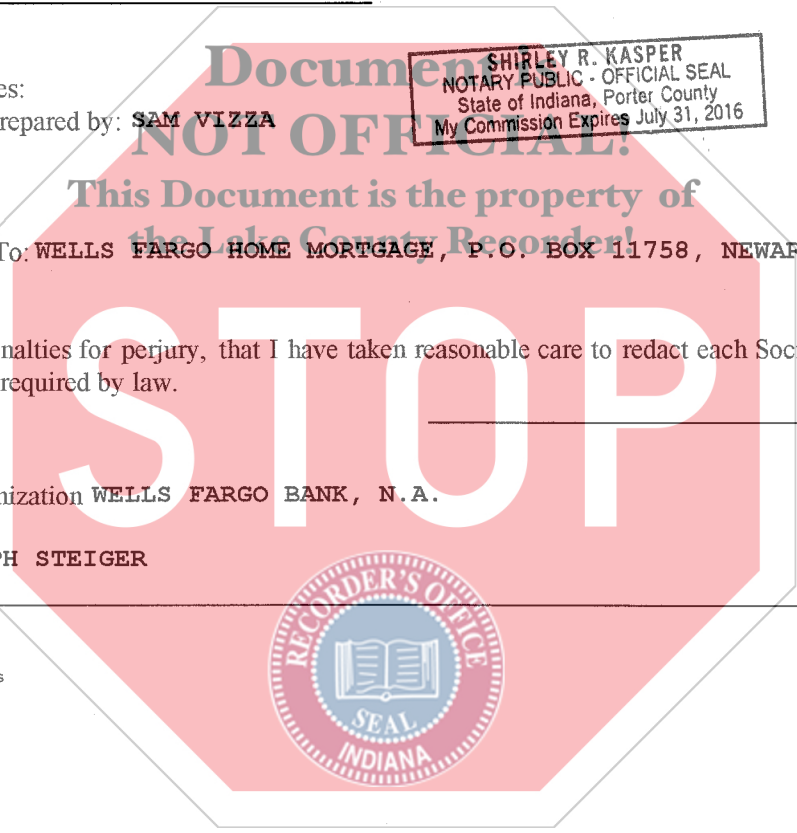 Document is
NOT OFFICIAL!
This Document is the property of
the Lake County Recorder!
SHIRLEY R. KASPER
NOTARY PUBLIC - OFFICIAL SEAL
State of Indiana, Porter County
My Commission Expires July 31, 2016
es:
repared by: SAM VIZZA
To: WELLS FARGO HOME MORTGAGE, P.O. BOX 11758, NEWAR
nalties for perjury, that I have taken reasonable care to redact each Soci
required by law.
STOP
nization WELLS FARGO BANK, N.A.
PH STEIGER
RECORDER'S OFFICE
SEAL
INDIANA
s